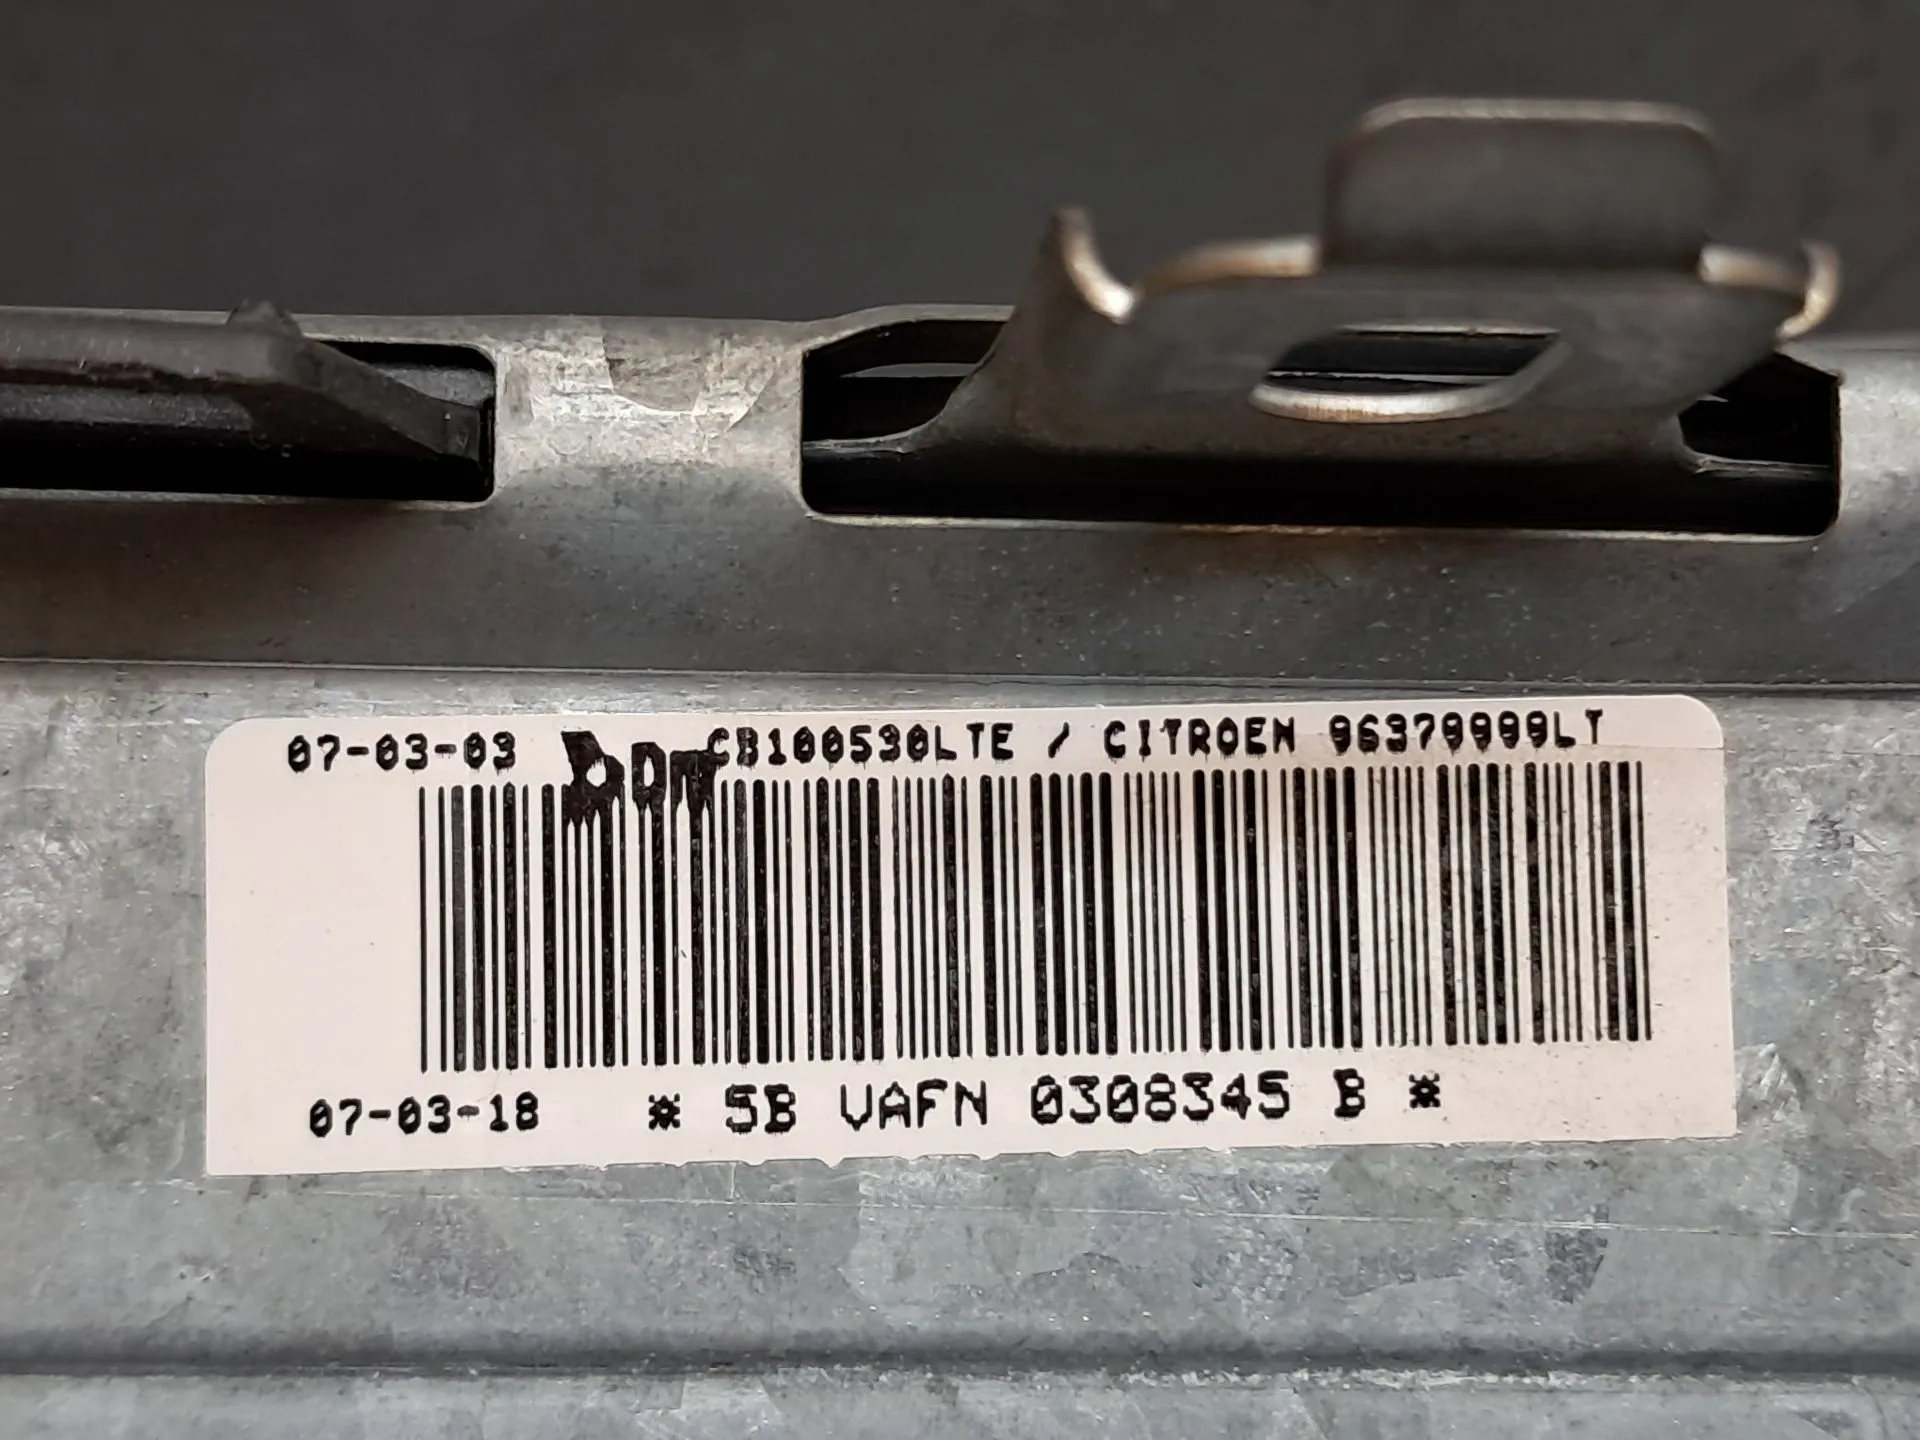 07-03-03 CB100530LTE / CITROEN 96379999LT
07-03-18 * 5B VAFN 0308345 B *